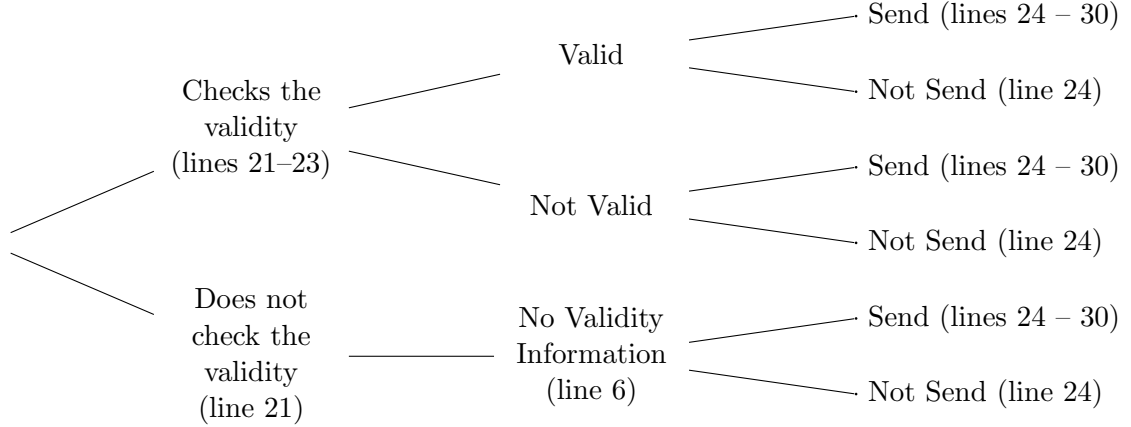 Checks the
validity
(lines 21–23)
Does not
check the
validity
(line 21)
Valid
Not Valid
No Validity
Information
(line 6)
Send (lines 24 – 30)
Not Send (line 24)
Send (lines 24 – 30)
Not Send (line 24)
Send (lines 24 – 30)
Not Send (line 24)